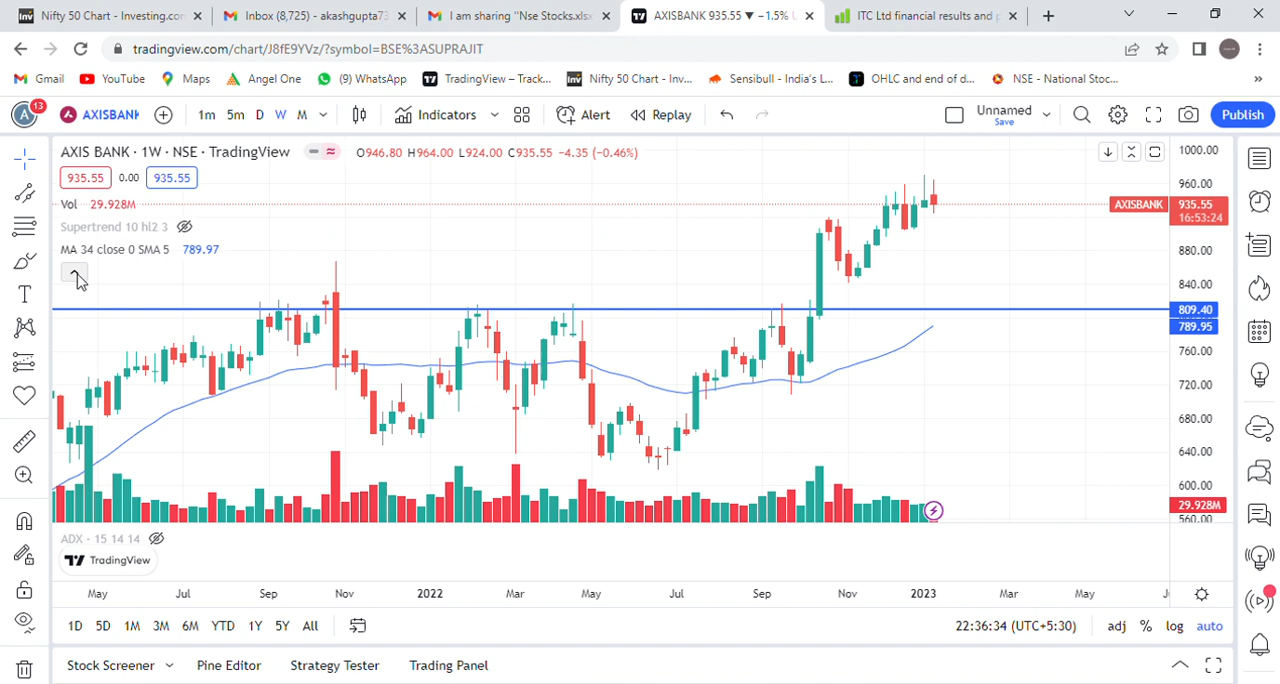 Nifty 50 Chart - Investing.con
Inbox (8,725) - akashgupta73
I am sharing "Nse Stocks.xlsx
AXISBANK 935.55 ▼ −1.5% U
ITC Ltd financial results and p
tradingview.com/chart/J8fE9YVz/?symbol=BSE%3ASUPRAJIT
Gmail
YouTube
Maps
Angel One
(9) WhatsApp
TradingView – Track...
Nifty 50 Chart - Inv...
Sensibull - India's L...
OHLC and end of d...
NSE - National Stoc...
A 13
AXISBANK
1m 5m D W M
Indicators
Alert
Replay
Unnamed
Save
Publish
AXIS BANK · 1W · NSE · TradingView
O946.80 H964.00 L924.00 C935.55 −4.35 (−0.46%)
935.55 0.00 935.55
Vol 29.928M
Supertrend 10 hl2 3
MA 34 close 0 SMA 5 789.97
1000.00
960.00
AXISBANK 935.55
16:53:24
880.00
840.00
809.40
789.95
760.00
720.00
680.00
640.00
600.00
29.928M
560.00
ADX - 15 14 14
TradingView
May Jul Sep Nov 2022 Mar May Jul Sep Nov 2023 Mar May
1D 5D 1M 3M 6M YTD 1Y 5Y All
22:36:34 (UTC+5:30)
adj % log auto
Stock Screener Pine Editor Strategy Tester Trading Panel